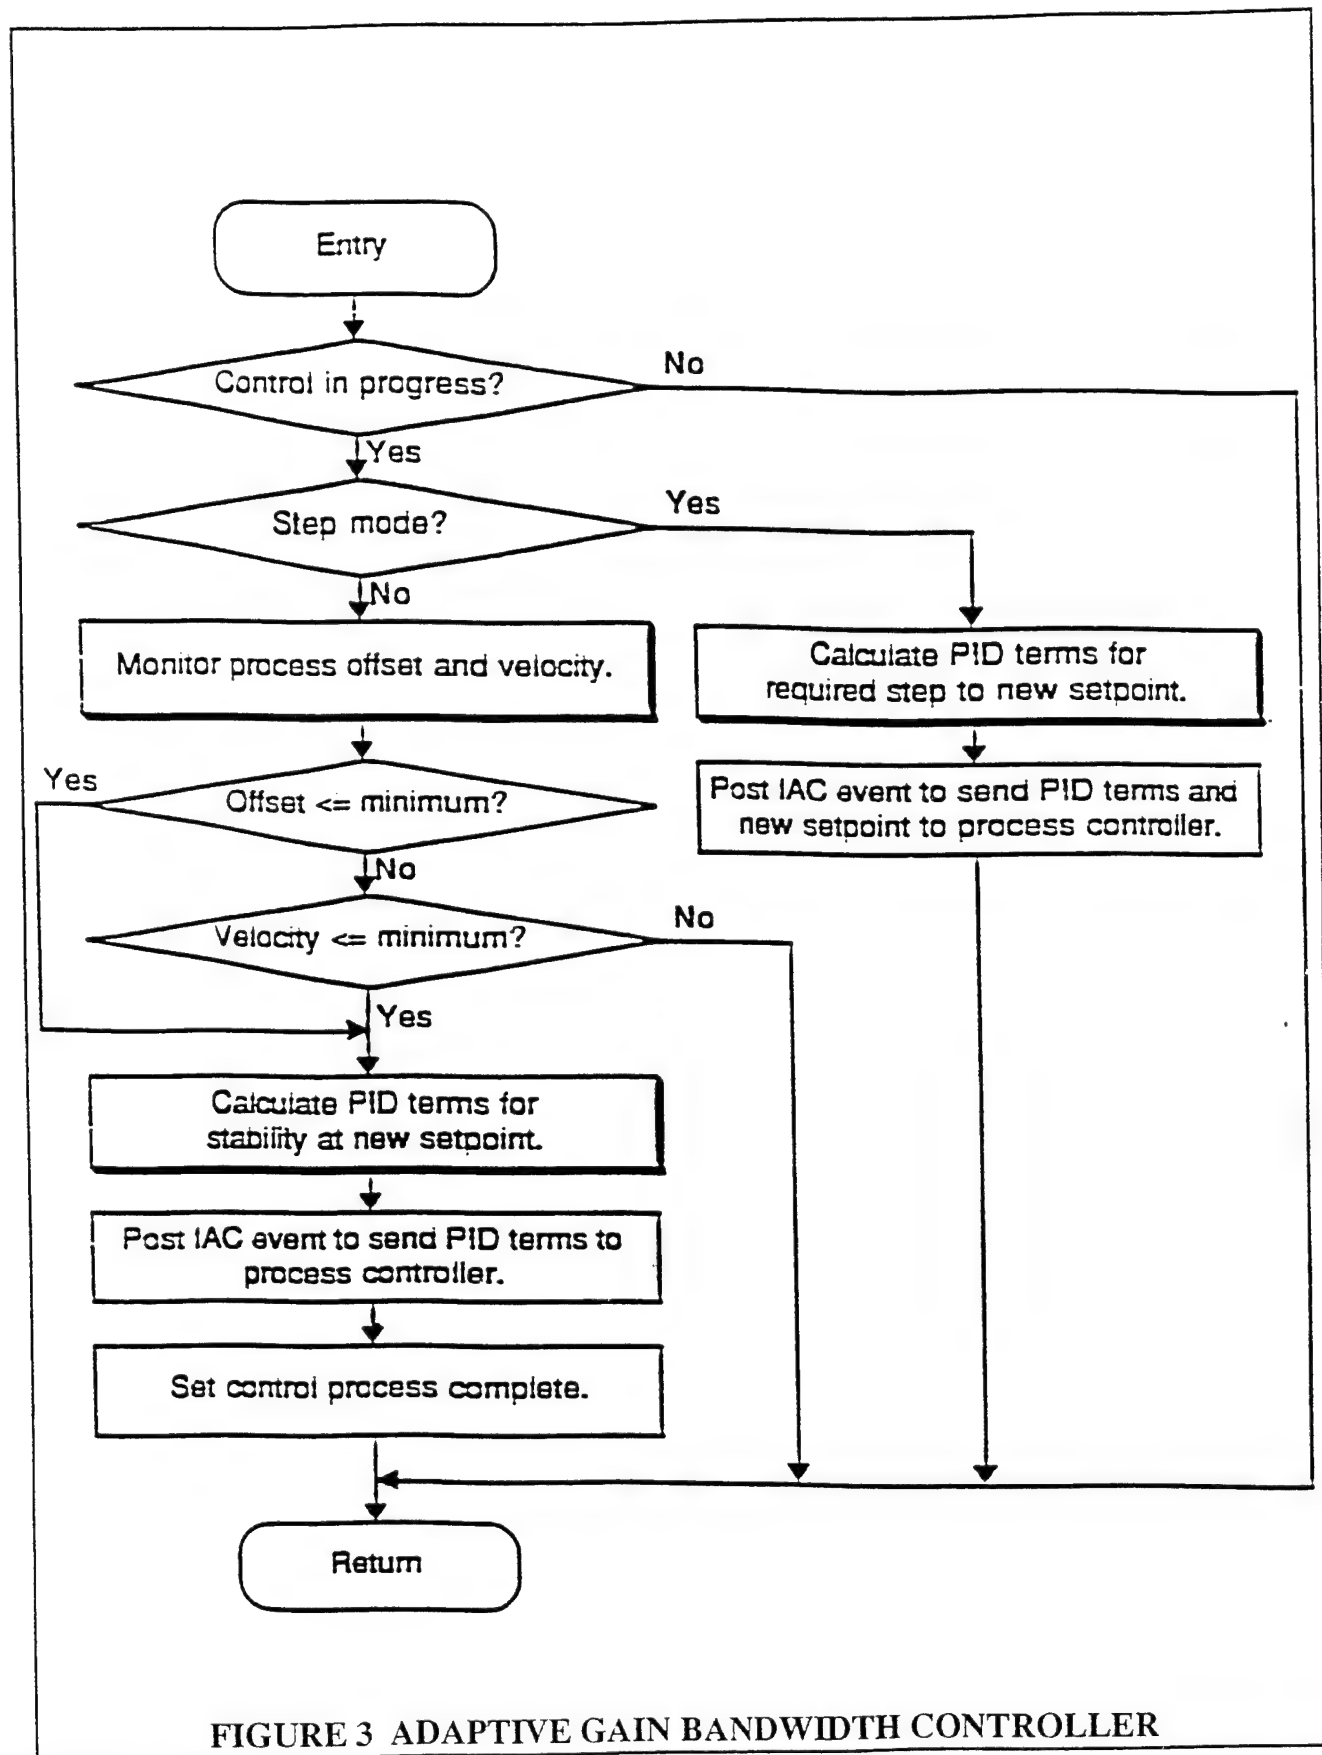 Entry
Control in progress?
No
Yes
Step mode?
Yes
No
Monitor process offset and velocity.
Calculate PID terms for
required step to new setpoint.
Yes
Offset <= minimum?
Post IAC event to send PID terms and
new setpoint to process controller.
No
Velocity <= minimum?
No
Yes
Calculate PID terms for
stability at new setpoint.
Post IAC event to send PID terms to
process controller.
Set control process complete.
Return
FIGURE 3 ADAPTIVE GAIN BANDWIDTH CONTROLLER